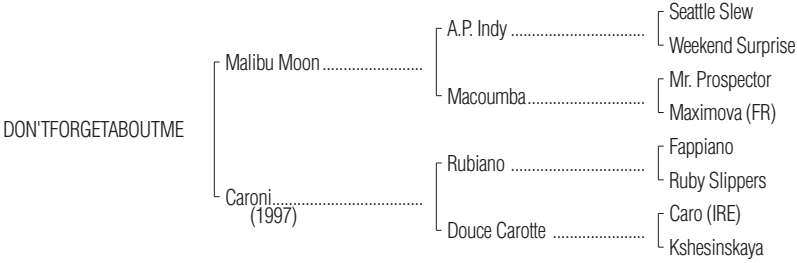 Seattle Slew
A.P. Indy ....................................
Weekend Surprise
Malibu Moon ...........................
Mr. Prospector
Macoumba................................
Maximova (FR)
DON'TFORGETABOUTME
Fappiano
Rubiano ....................................
Ruby Slippers
Caroni.........................................
(1997)
Caro (IRE)
Douce Carotte .........................
Kshesinskaya